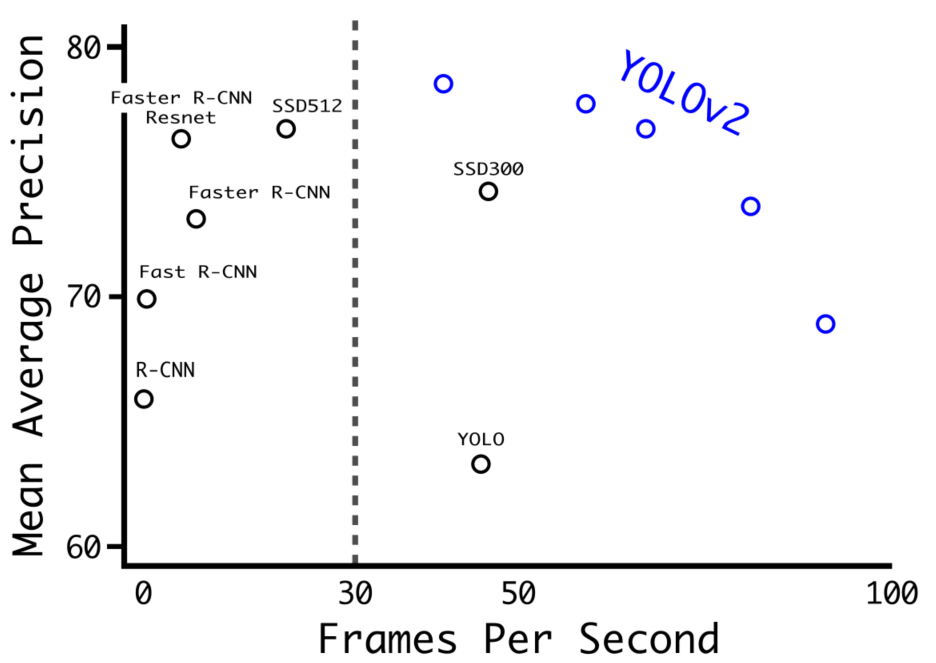 Mean Average Precision
80
70
60
Faster R-CNN
Resnet
SSD512
YOLOv2
SSD300
Faster R-CNN
Fast R-CNN
R-CNN
YOLO
0
30
50
100
Frames Per Second